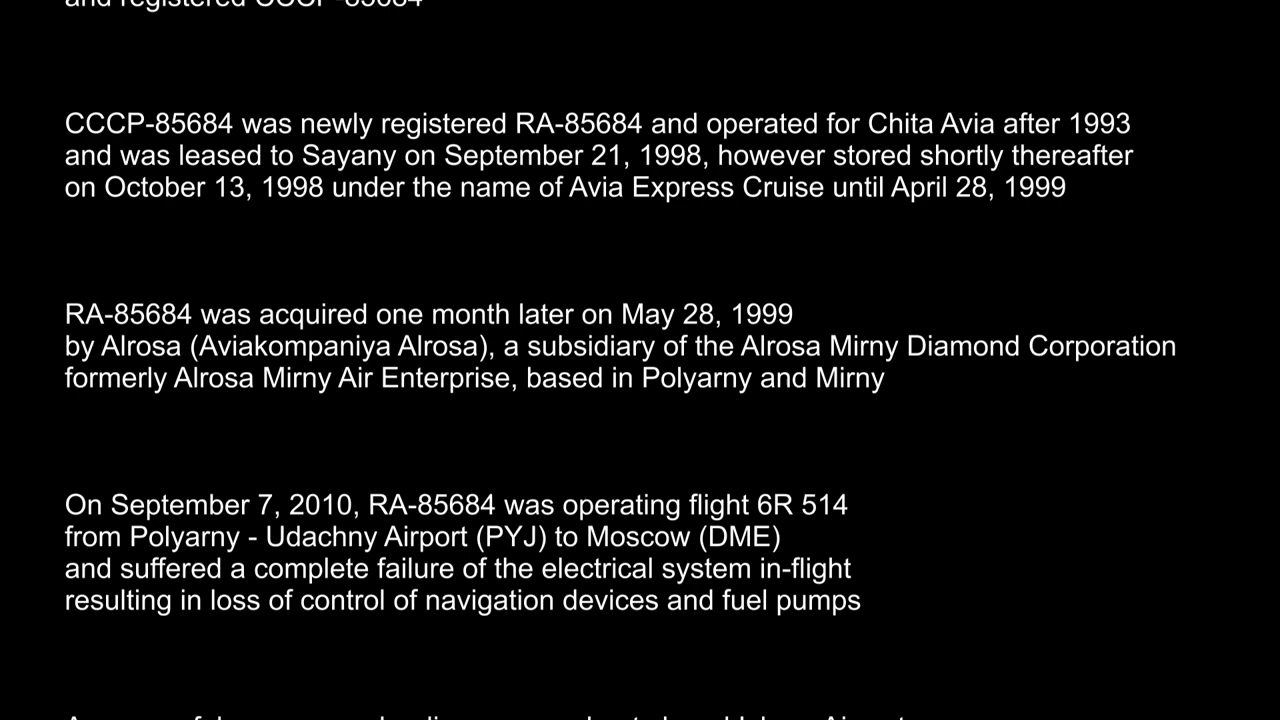 and registered CCCP-85684
CCCP-85684 was newly registered RA-85684 and operated for Chita Avia after 1993
and was leased to Sayany on September 21, 1998, however stored shortly thereafter
on October 13, 1998 under the name of Avia Express Cruise until April 28, 1999
RA-85684 was acquired one month later on May 28, 1999
by Alrosa (Aviakompaniya Alrosa), a subsidiary of the Alrosa Mirny Diamond Corporation
formerly Alrosa Mirny Air Enterprise, based in Polyarny and Mirny
On September 7, 2010, RA-85684 was operating flight 6R 514
from Polyarny - Udachny Airport (PYJ) to Moscow (DME)
and suffered a complete failure of the electrical system in-flight
resulting in loss of control of navigation devices and fuel pumps